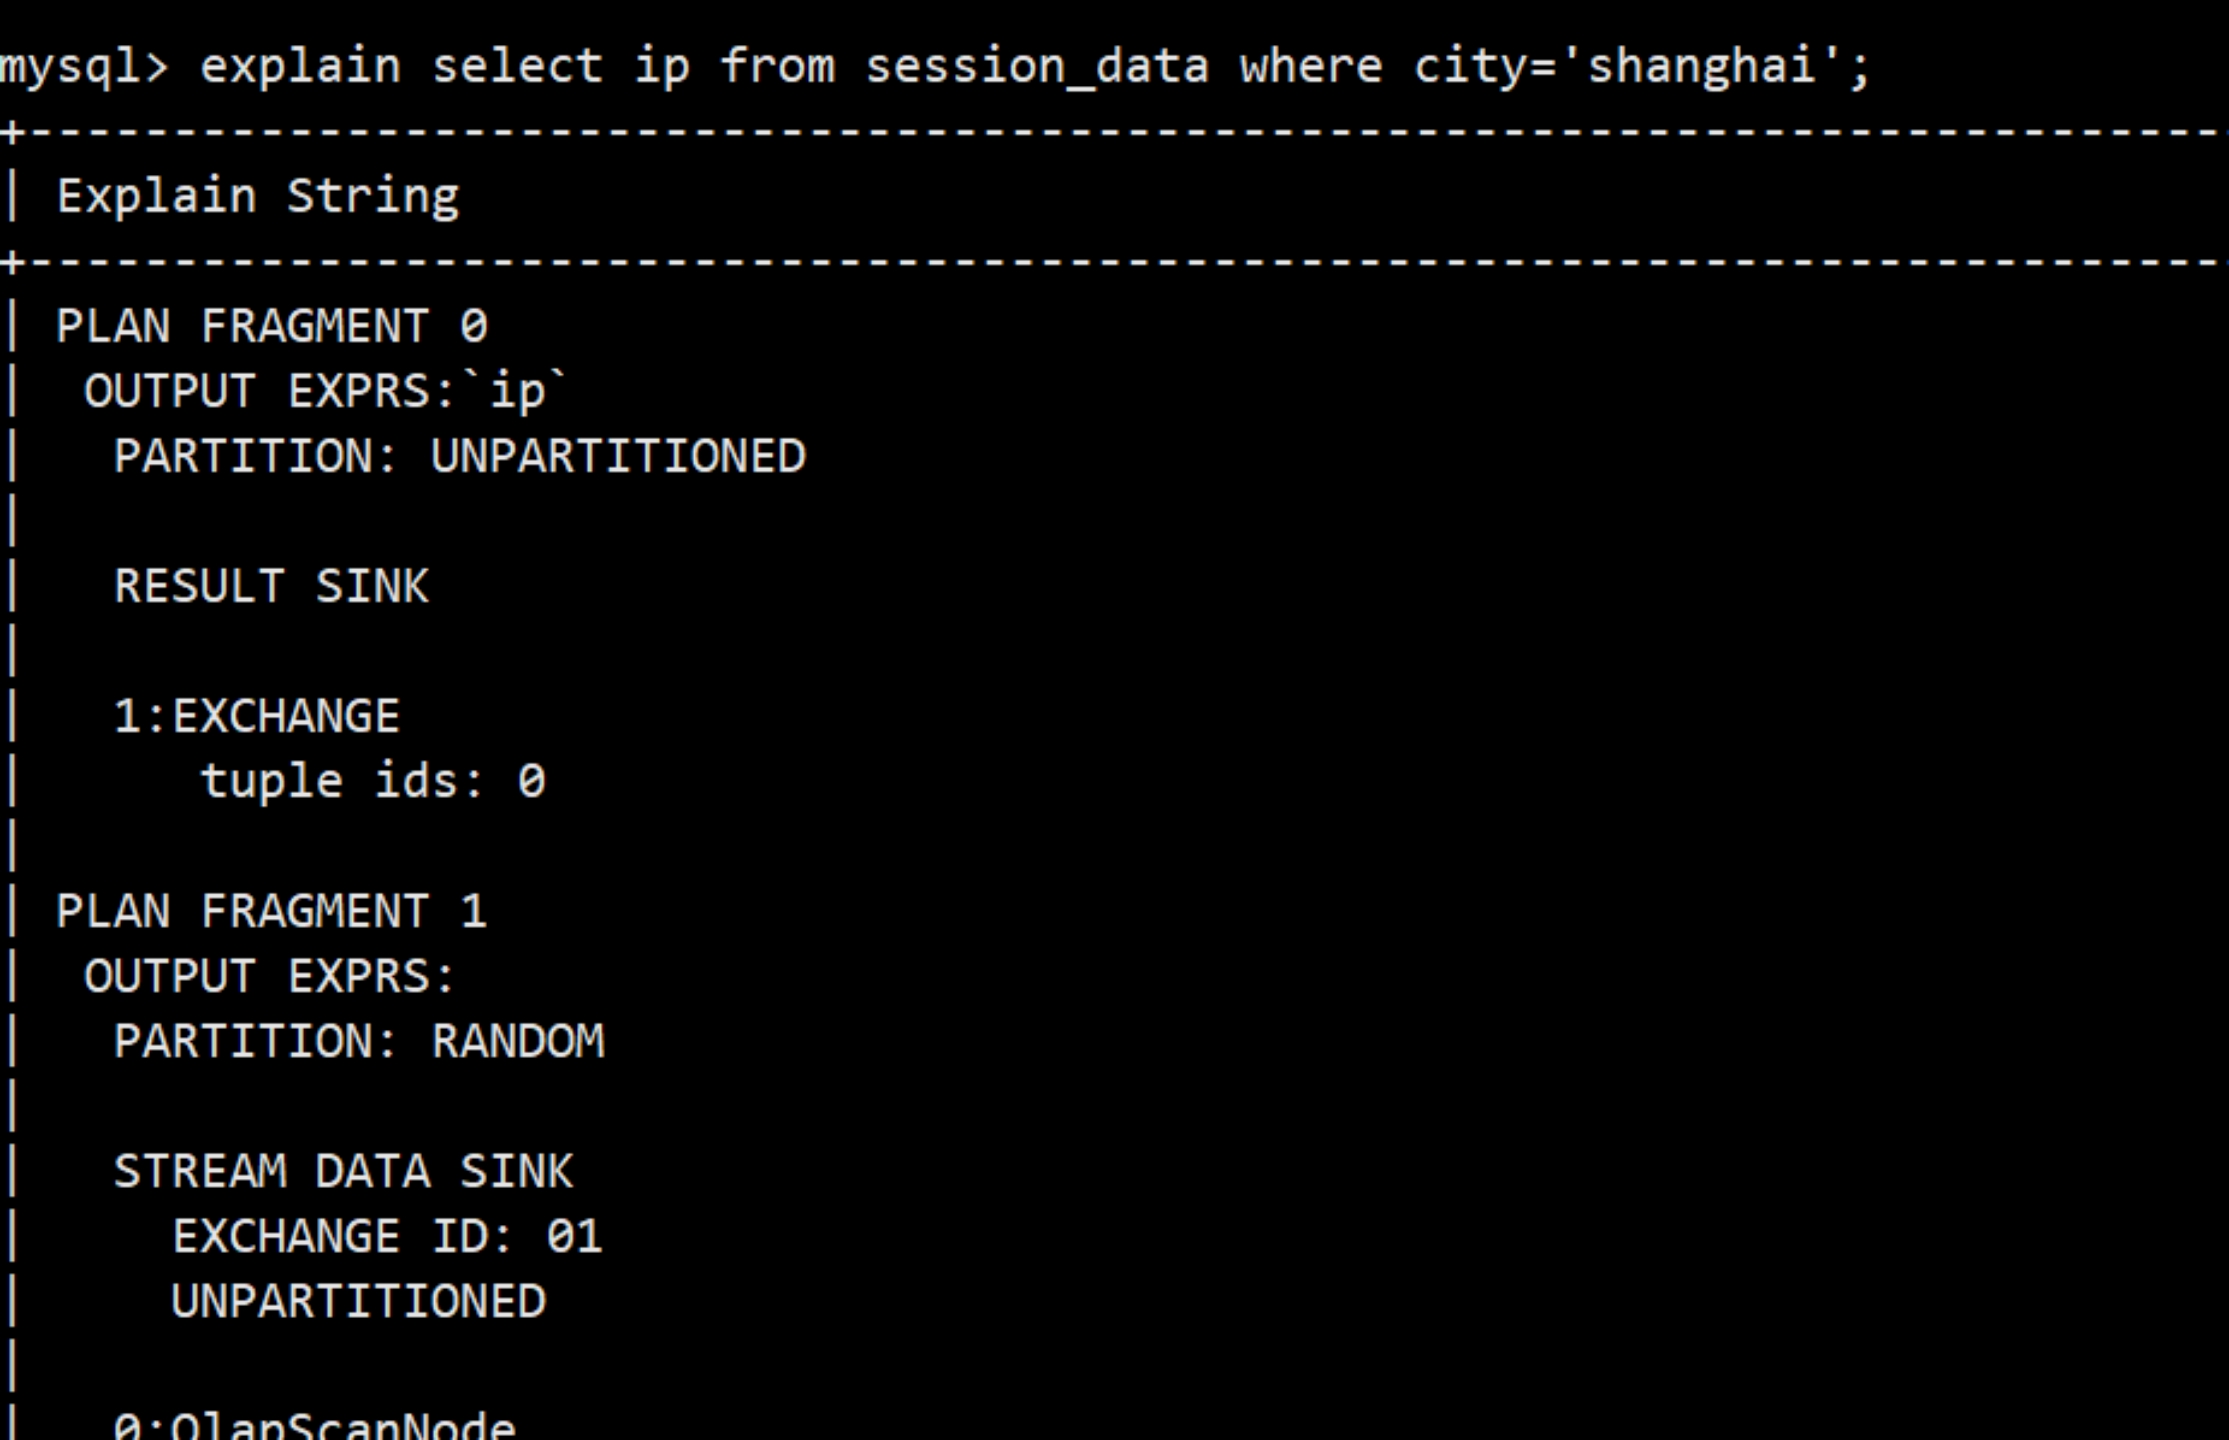 mysql> explain select ip from session_data where city='shanghai';
+-----------------------------------------------------------------------------
| Explain String
+-----------------------------------------------------------------------------
| PLAN FRAGMENT 0
|  OUTPUT EXPRS:`ip`
|   PARTITION: UNPARTITIONED
|
|   RESULT SINK
|
|   1:EXCHANGE
|      tuple ids: 0
|
| PLAN FRAGMENT 1
|  OUTPUT EXPRS:
|   PARTITION: RANDOM
|
|   STREAM DATA SINK
|     EXCHANGE ID: 01
|     UNPARTITIONED
|
|   0:OlapScanNode